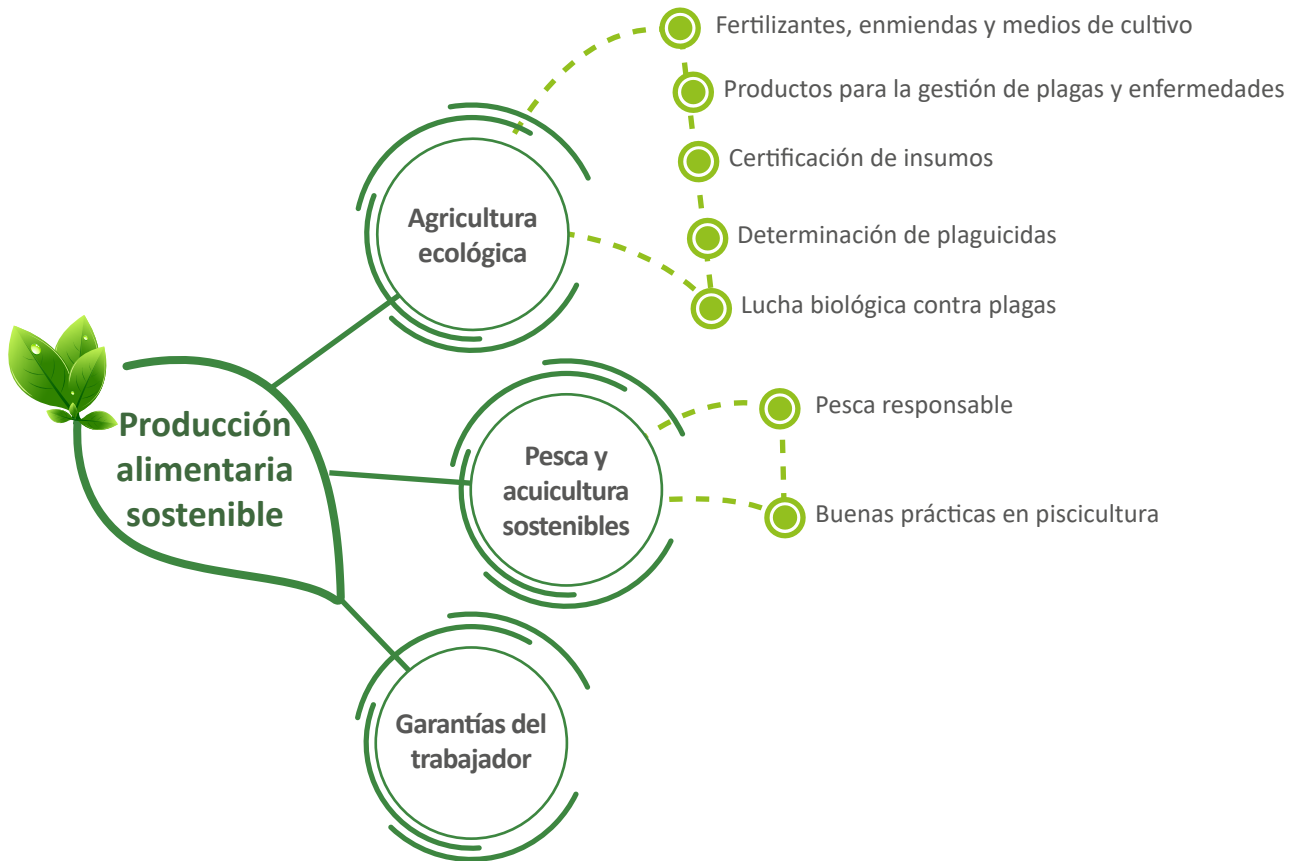 Producción
alimentaria
sostenible
Agricultura
ecológica
Fertilizantes, enmiendas y medios de cultivo
Productos para la gestión de plagas y enfermedades
Certificación de insumos
Determinación de plaguicidas
Lucha biológica contra plagas
Pesca y
acuicultura
sostenibles
Pesca responsable
Buenas prácticas en piscicultura
Garantías del
trabajador